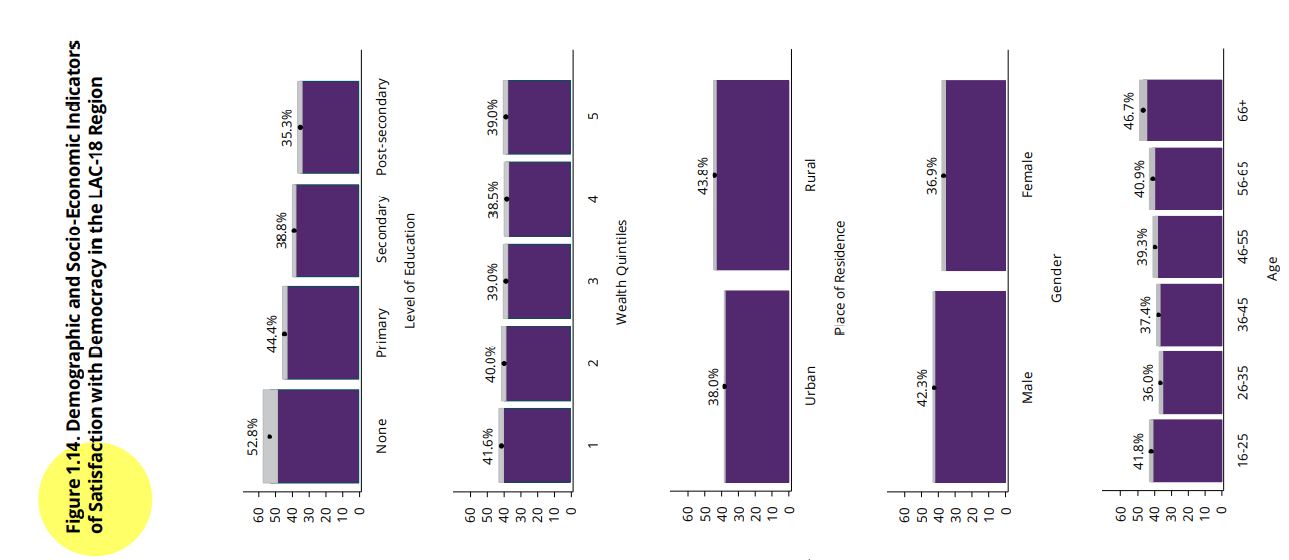 Figure 1.14. Demographic and Socio-Economic Indicators
of Satisfaction with Democracy in the LAC-18 Region
52.8%
44.4%
38.8%
35.3%
60
50
40
30
20
10
0
None Primary Secondary Post-secondary
Level of Education
41.6% 40.0% 39.0% 38.5% 39.0%
60
50
40
30
20
10
0
1 2 3 4 5
Wealth Quintiles
38.0% 43.8%
60
50
40
30
20
10
0
Urban Rural
Place of Residence
42.3% 36.9%
60
50
40
30
20
10
0
Male Female
Gender
41.8% 36.0% 37.4% 39.3% 40.9% 46.7%
60
50
40
30
20
10
0
16-25 26-35 36-45 46-55 56-65 66+
Age